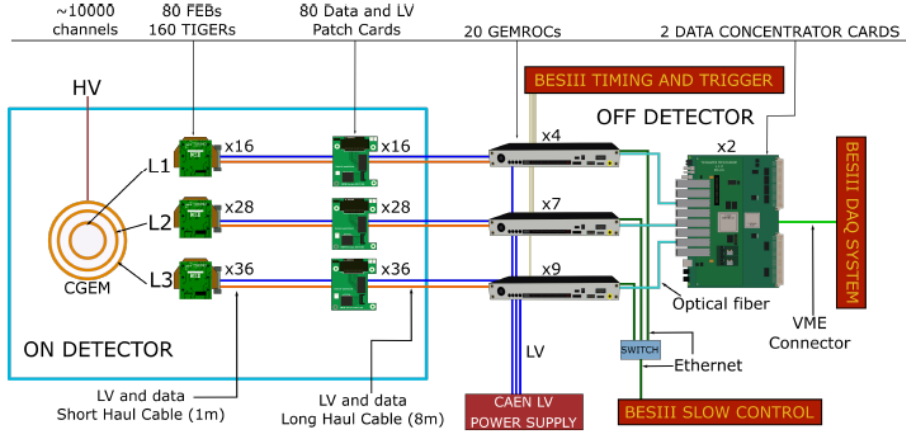 ~10000
channels
80 FEBs
160 TIGERs
80 Data and LV
Patch Cards
20 GEMROCs
2 DATA CONCENTRATOR CARDS
BESIII TIMING AND TRIGGER
HV
OFF DETECTOR
x16
x16
x4
x2
L1
x28
x28
x7
L2
x36
x36
x9
L3
CGEM
BESIII DAQ SYSTEM
Optical fiber
VME
Connector
ON DETECTOR
LV
SWITCH
Ethernet
LV and data
Short Haul Cable (1m)
LV and data
Long Haul Cable (8m)
CAEN LV
POWER SUPPLY
BESIII SLOW CONTROL